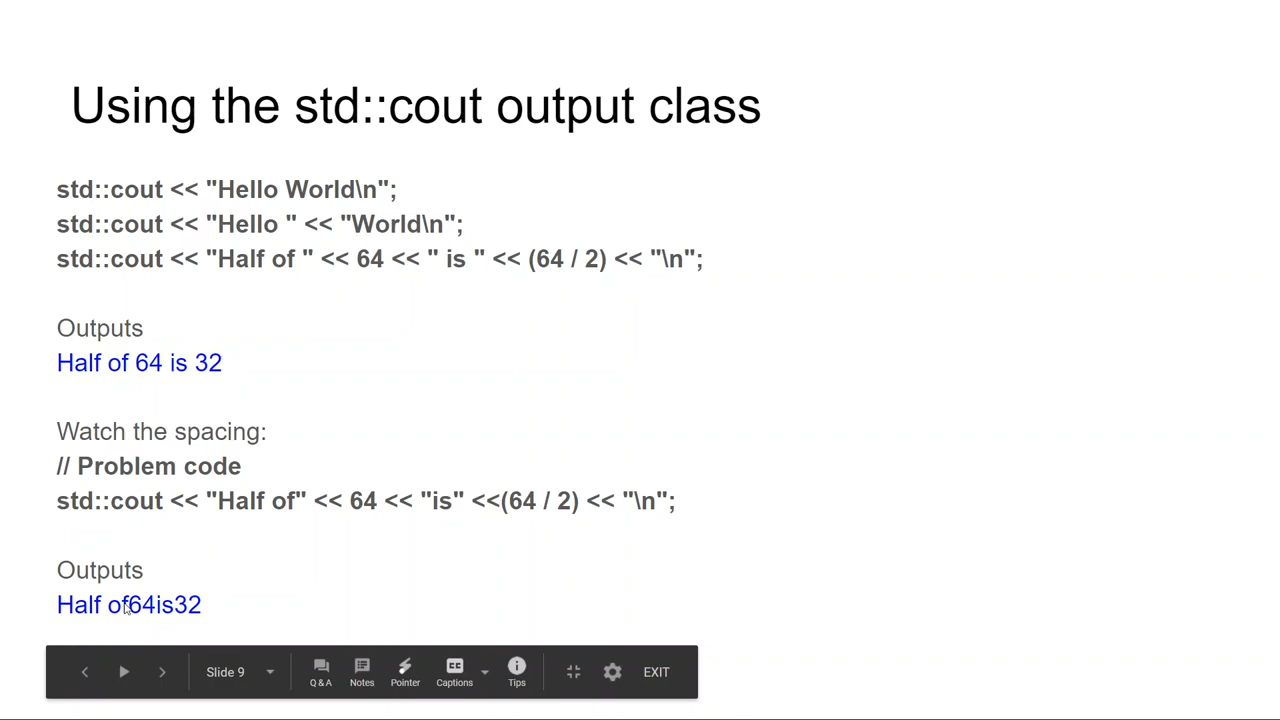 Using the std::cout output class
std::cout << "Hello World\n";
std::cout << "Hello " << "World\n";
std::cout << "Half of " << 64 << " is " << (64 / 2) << "\n";
Outputs
Half of 64 is 32
Watch the spacing:
// Problem code
std::cout << "Half of" << 64 << "is" <<(64 / 2) << "\n";
Outputs
Half of64is32
Slide 9
Q & A
Notes
Pointer
CC
Captions
Tips
EXIT